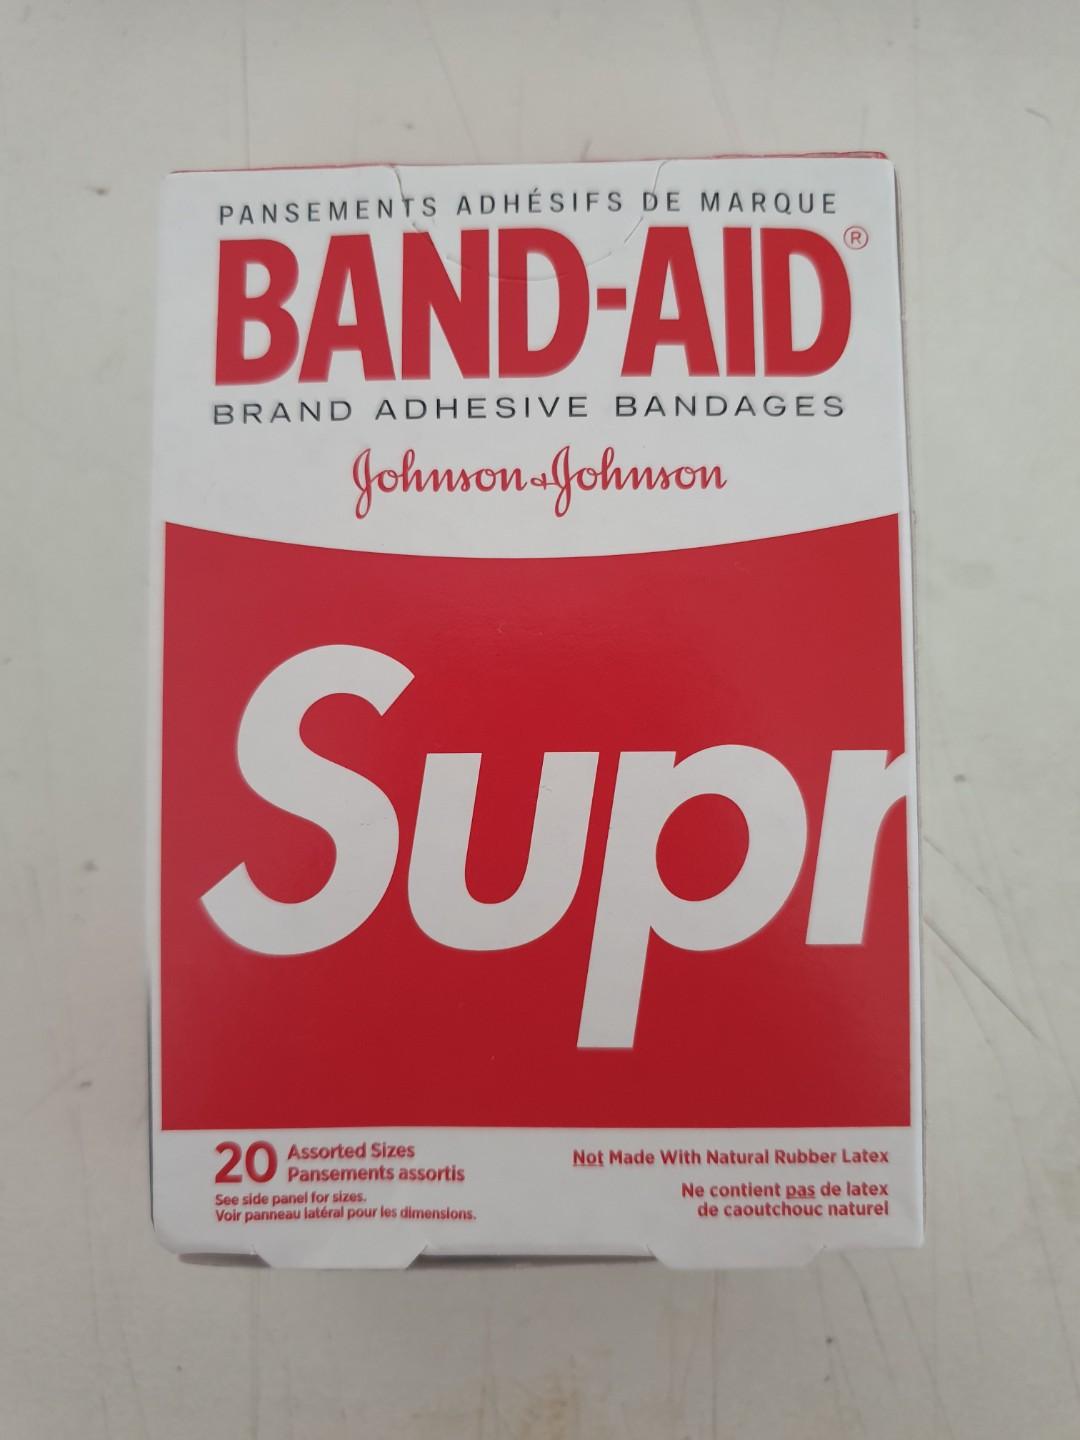 PANSEMENTS ADHÉSIFS DE MARQUE
BAND-AID®
BRAND ADHESIVE BANDAGES
Johnson & Johnson
Supr
20 Assorted Sizes
Pansements assortis
See side panel for sizes.
Voir panneau latéral pour les dimensions.
Not Made With Natural Rubber Latex
Ne contient pas de latex
de caoutchouc naturel